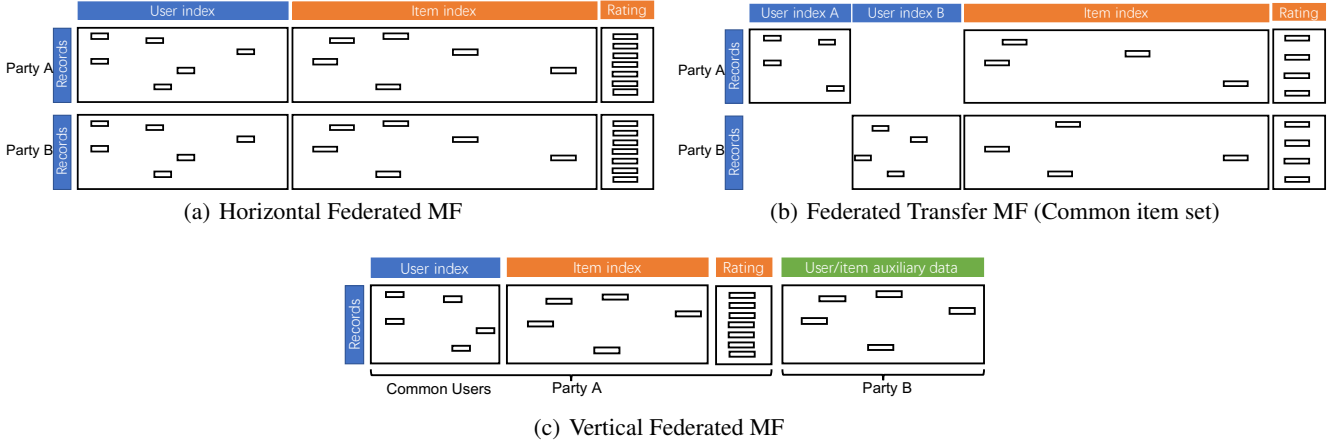 User index
Item index
Rating
Party A
Records
Party B
Records
(a) Horizontal Federated MF
User index A
User index B
Item index
Rating
Party A
Records
Party B
Records
(b) Federated Transfer MF (Common item set)
User index
Item index
Rating
User/item auxiliary data
Records
Common Users
Party A
Party B
(c) Vertical Federated MF